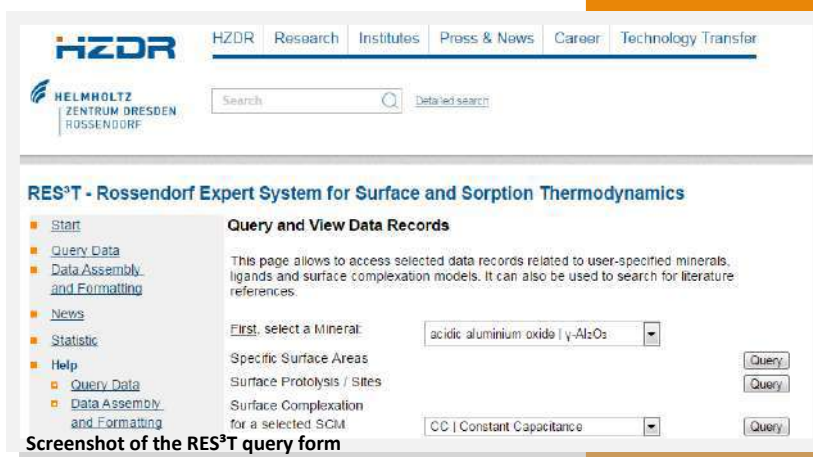 HZDR
HZDR Research Institutes Press & News Career Technology Transfer
HELMHOLTZ
ZENTRUM DRESDEN
ROSSENDORF
Search
Detailed search
RES³T - Rossendorf Expert System for Surface and Sorption Thermodynamics
Start
Query Data
Data Assembly
and Formatting
News
Statistic
Help
Query Data
Data Assembly
and Formatting
Query and View Data Records
This page allows to access selected data records related to user-specified minerals,
ligands and surface complexation models. It can also be used to search for literature
references.
First, select a Mineral: acidic aluminium oxide | γ-Al₂O₃
Specific Surface Areas Query
Surface Protolysis / Sites Query
Surface Complexation
for a selected SCM CC | Constant Capacitance Query
Screenshot of the RES³T query form